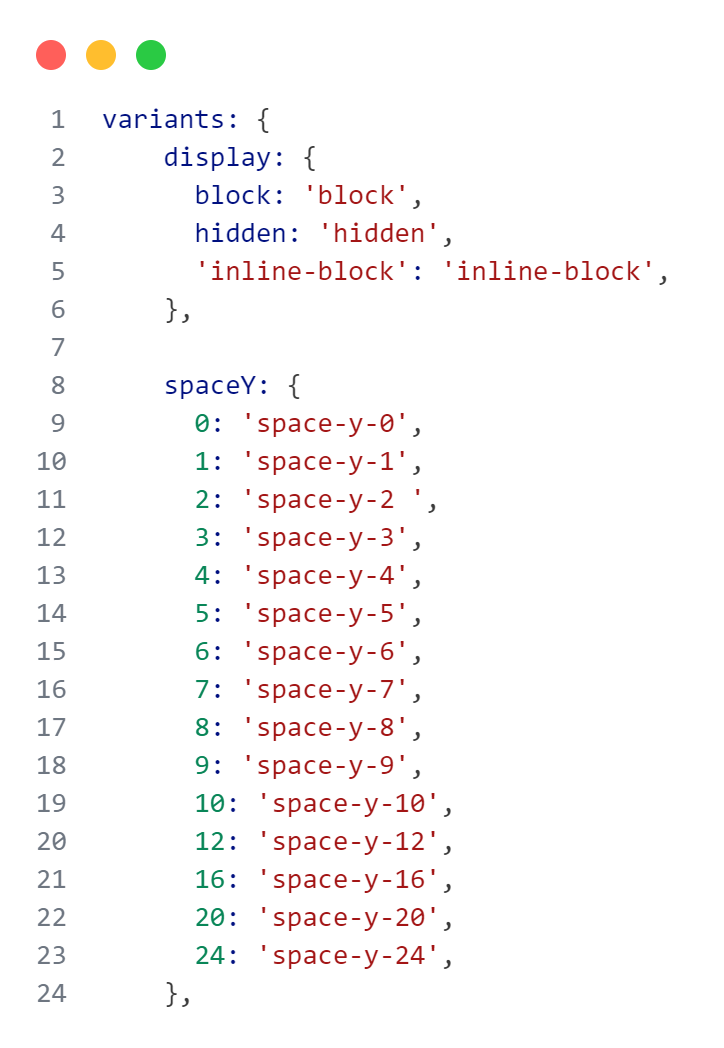 1 variants: {
2 display: {
3 block: 'block',
4 hidden: 'hidden',
5 'inline-block': 'inline-block',
6 },
7
8 spaceY: {
9 0: 'space-y-0',
10 1: 'space-y-1',
11 2: 'space-y-2 ',
12 3: 'space-y-3',
13 4: 'space-y-4',
14 5: 'space-y-5',
15 6: 'space-y-6',
16 7: 'space-y-7',
17 8: 'space-y-8',
18 9: 'space-y-9',
19 10: 'space-y-10',
20 12: 'space-y-12',
21 16: 'space-y-16',
22 20: 'space-y-20',
23 24: 'space-y-24',
24 },